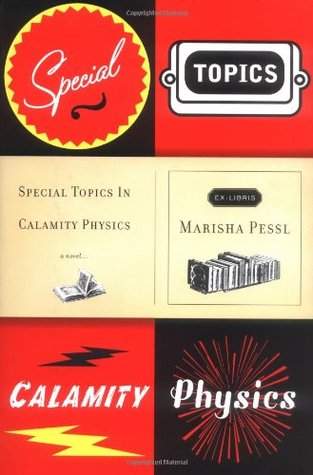 Special
TOPICS
SPECIAL TOPICS IN
CALAMITY PHYSICS
a novel...
EX-LIBRIS
MARISHA PESSL
CALAMITY
Physics